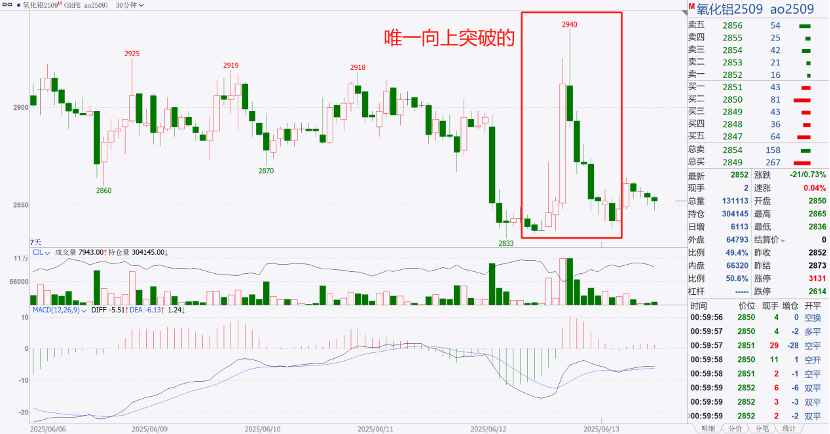 氧化铝2509 M (SHFE ao2509) 30分钟
M 氧化铝2509 ao2509
唯一向上突破的
2940
2925
2919
2918
2900
2870
2860
2850
2833
7天
卖五 2856 54
卖四 2855 25
卖三 2854 42
卖二 2853 21
卖一 2852 16
买一 2851 43
买二 2850 81
买三 2849 43
买四 2848 36
买五 2847 64
总卖 2854 158
总买 2849 267
最新 2852 涨跌 -21/0.73%
现手 2 速涨 0.04%
总量 131113 开盘 2850
持仓 304145 最高 2865
日增 6113 最低 2836
外盘 64793 结算价 0
比例 49.4% 昨收 2852
内盘 66320 昨结 2873
比例 50.6% 涨停 3131
杠杆 ----- 跌停 2614
CJL 成交量 7943.00↑ 持仓量 304145.00↓
11万
56000
MACD(12,26,9) DIFF -5.51↑ DEA -6.13↑ 1.24↓
10
0
-10
-20
时间 价位 现手 增仓 开平
00:59:56 2850 4 0 空换
00:59:57 2850 4 -2 多平
00:59:57 2851 29 -28 空平
00:59:58 2850 11 1 空开
00:59:58 2851 2 -1 空平
00:59:59 2852 6 -6 双平
00:59:59 2852 3 -3 双平
00:59:59 2852 2 -2 双平
2025/06/06 2025/06/09 2025/06/10 2025/06/11 2025/06/12 2025/06/13
明细 分价 分笔 统计